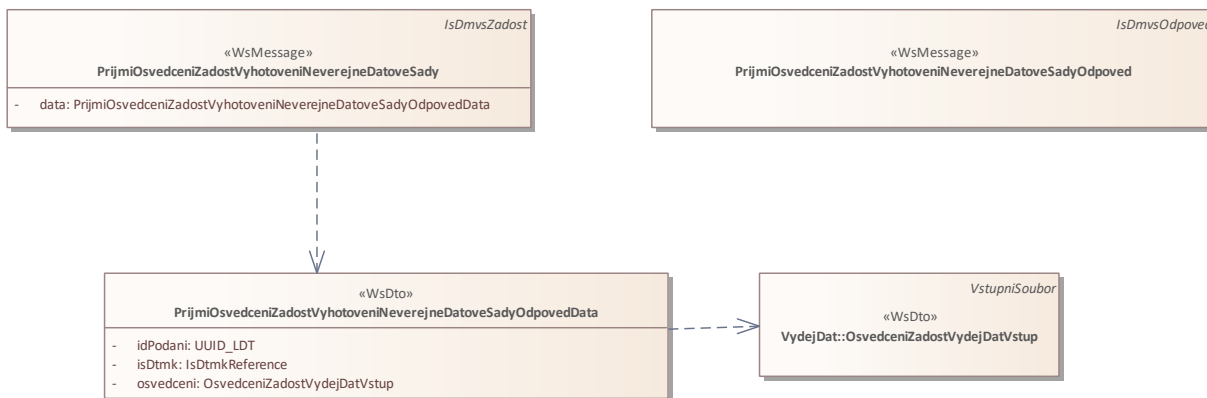 IsDmvsZadost
«WsMessage»
PrijmiOsvedceniZadostVyhotoveniNeverejneDatoveSady
- data: PrijmiOsvedceniZadostVyhotoveniNeverejneDatoveSadyOdpovedData
IsDmvsOdpoved
«WsMessage»
PrijmiOsvedceniZadostVyhotoveniNeverejneDatoveSadyOdpoved
«WsDto»
PrijmiOsvedceniZadostVyhotoveniNeverejneDatoveSadyOdpovedData
- idPodani: UUID_LDT
- isDtmk: IsDtmkReference
- osvedceni: OsvedceniZadostVydejDatVstup
VstupniSoubor
«WsDto»
VydejDat::OsvedceniZadostVydejDatVstup